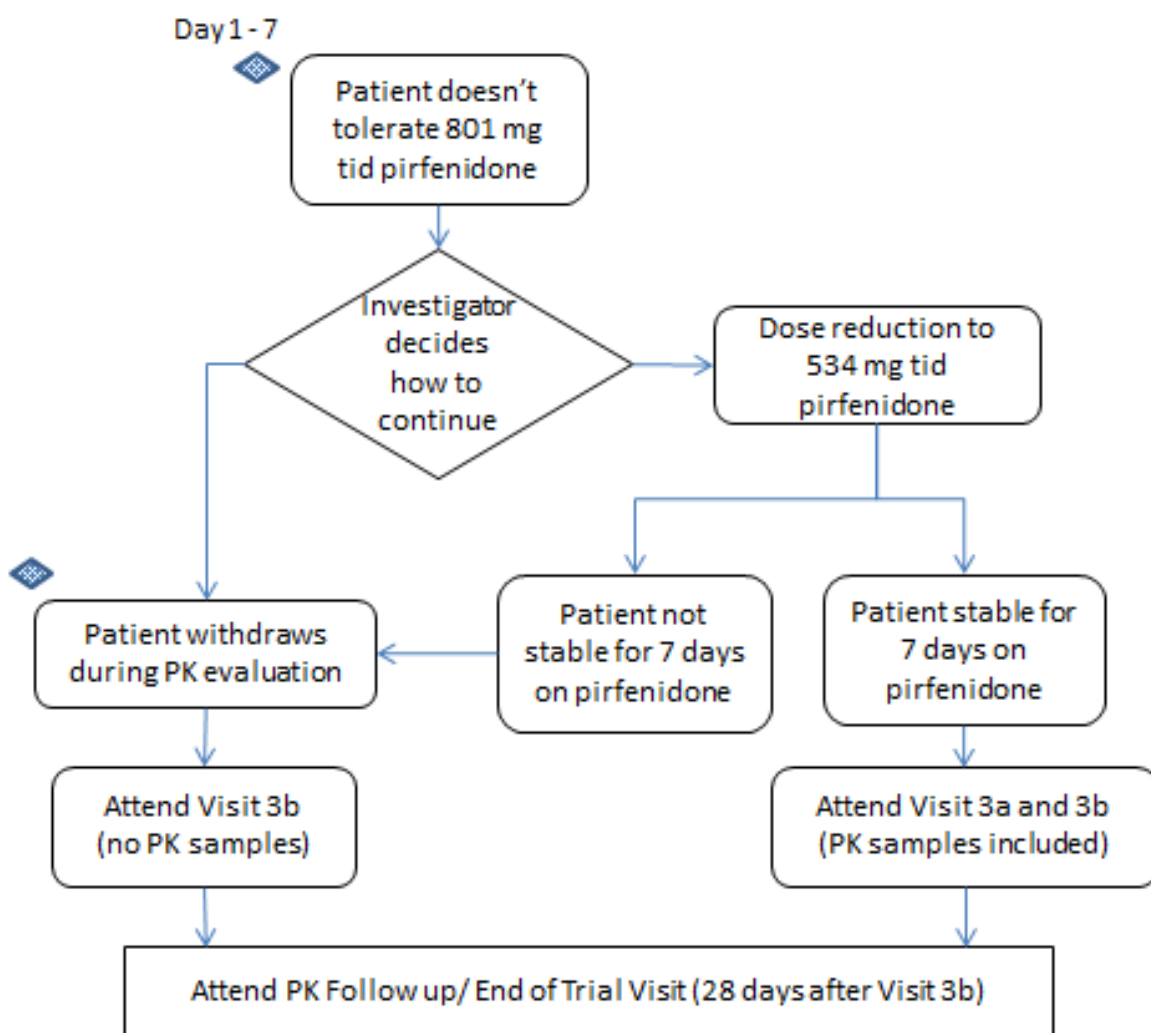 Day 1 - 7
Patient doesn't
tolerate 801 mg
tid pirfenidone
Investigator
decides
how to
continue
Dose reduction to
534 mg tid
pirfenidone
Patient withdraws
during PK evaluation
Patient not
stable for 7 days
on pirfenidone
Patient stable for
7 days on
pirfenidone
Attend Visit 3b
(no PK samples)
Attend Visit 3a and 3b
(PK samples included)
Attend PK Follow up/ End of Trial Visit (28 days after Visit 3b)